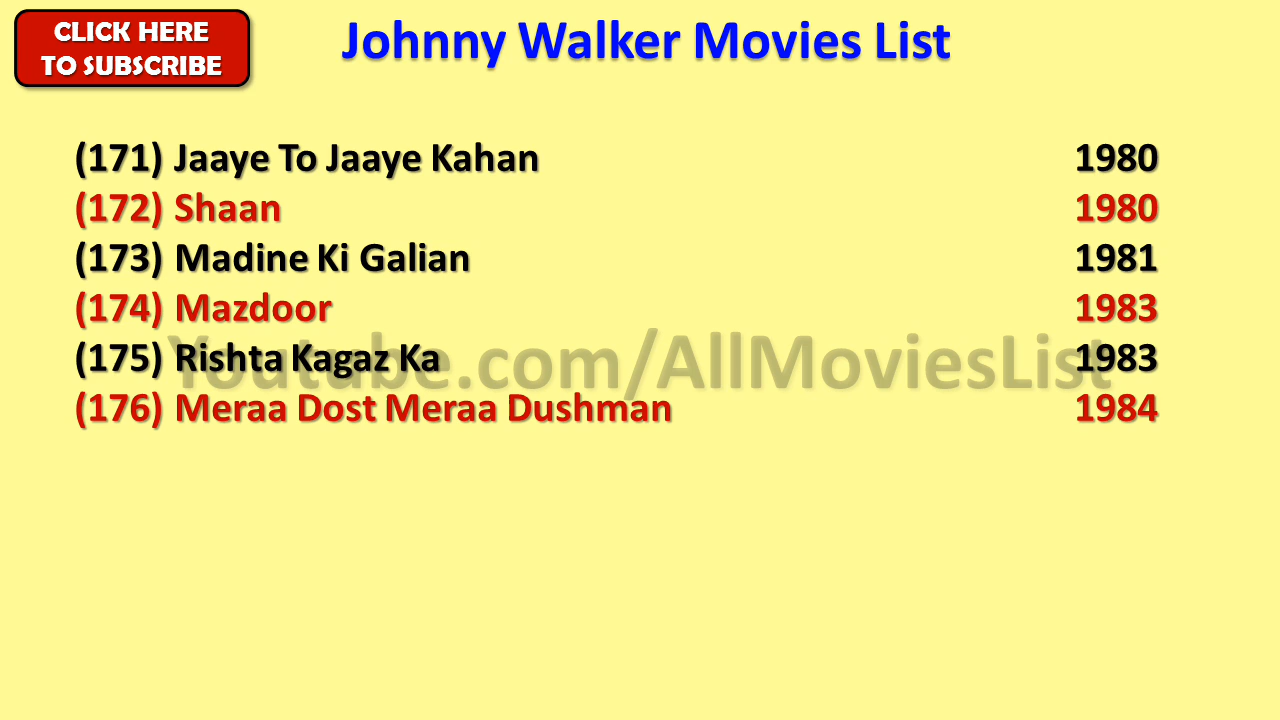 CLICK HERE
TO SUBSCRIBE
Johnny Walker Movies List
(171) Jaaye To Jaaye Kahan 1980
(172) Shaan 1980
(173) Madine Ki Galian 1981
(174) Mazdoor 1983
Youtube.com/AllMoviesList
(175) Rishta Kagaz Ka 1983
(176) Meraa Dost Meraa Dushman 1984